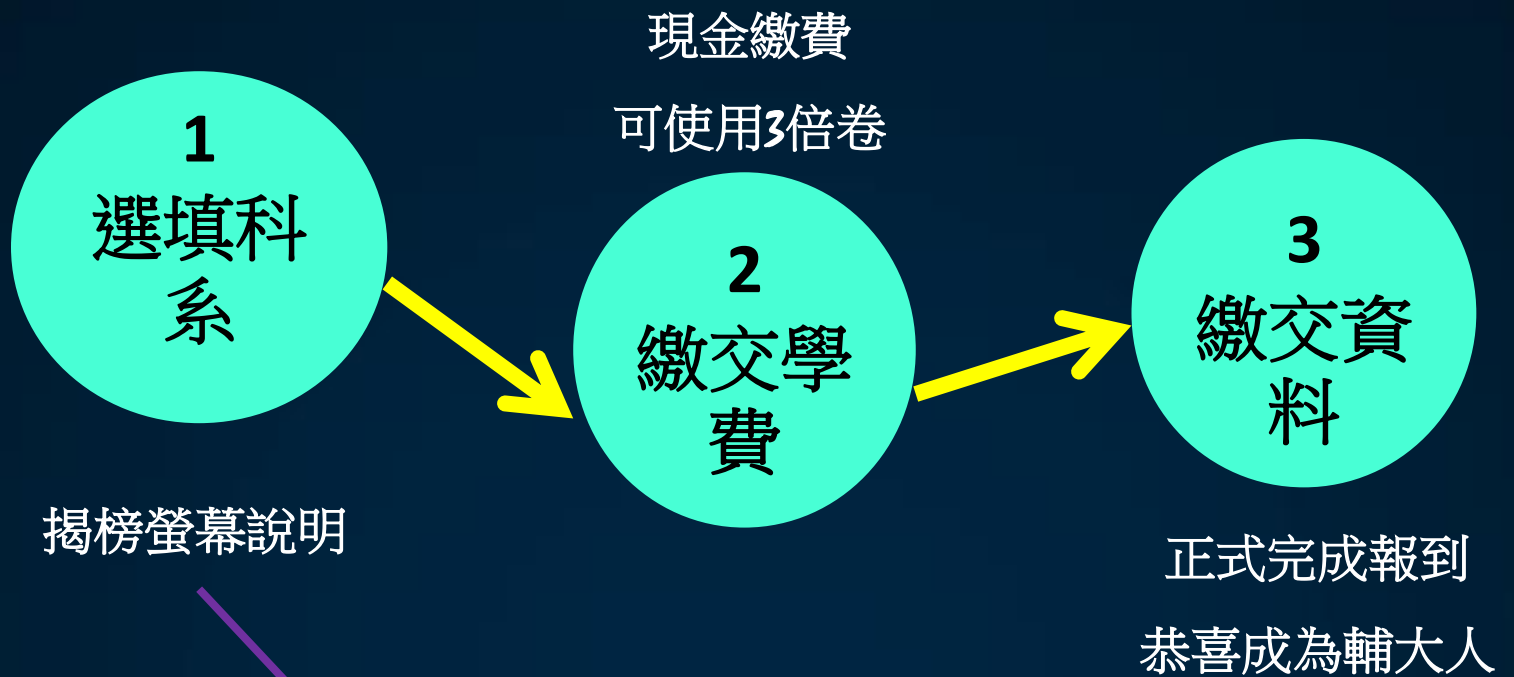 現金繳費
可使用3倍卷
1
選填科
系
2
繳交學
費
3
繳交資
料
揭榜螢幕說明
正式完成報到
恭喜成為輔大人